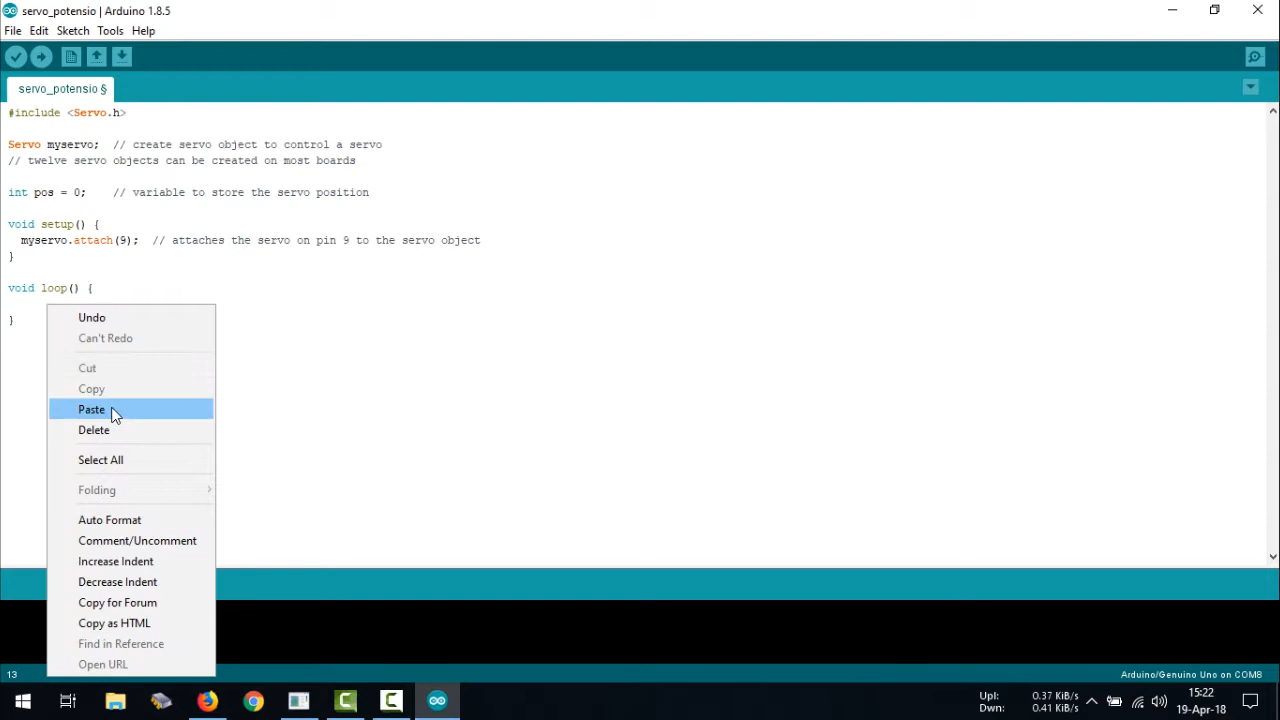 servo_potensio | Arduino 1.8.5
File Edit Sketch Tools Help
servo_potensio §
#include <Servo.h>
Servo myservo;  // create servo object to control a servo
// twelve servo objects can be created on most boards
int pos = 0;    // variable to store the servo position
void setup() {
  myservo.attach(9);  // attaches the servo on pin 9 to the servo object
}
void loop() {
}
Undo
Can't Redo
Cut
Copy
Paste
Delete
Select All
Folding
Auto Format
Comment/Uncomment
Increase Indent
Decrease Indent
Copy for Forum
Copy as HTML
Find in Reference
Open URL
13 Arduino/Genuino Uno on COM8
Upl: 0.37 KiB/s 15:22
Dwn: 0.41 KiB/s 19-Apr-18